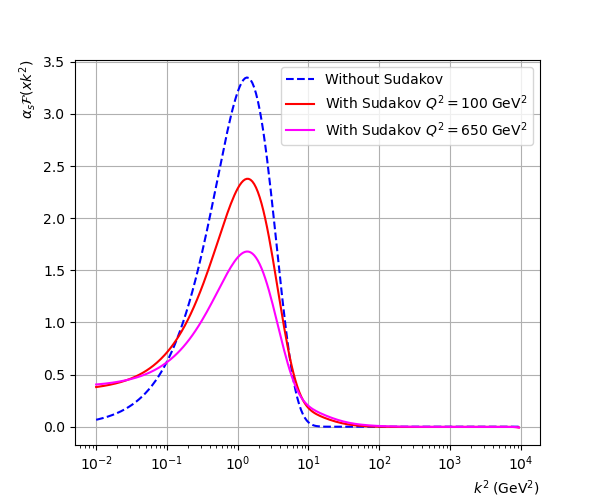 α_s𝓕(xk²)
3.5
3.0
2.5
2.0
1.5
1.0
0.5
0.0
Without Sudakov
With Sudakov Q² = 100 GeV²
With Sudakov Q² = 650 GeV²
10⁻² 10⁻¹ 10⁰ 10¹ 10² 10³ 10⁴
k² (GeV²)